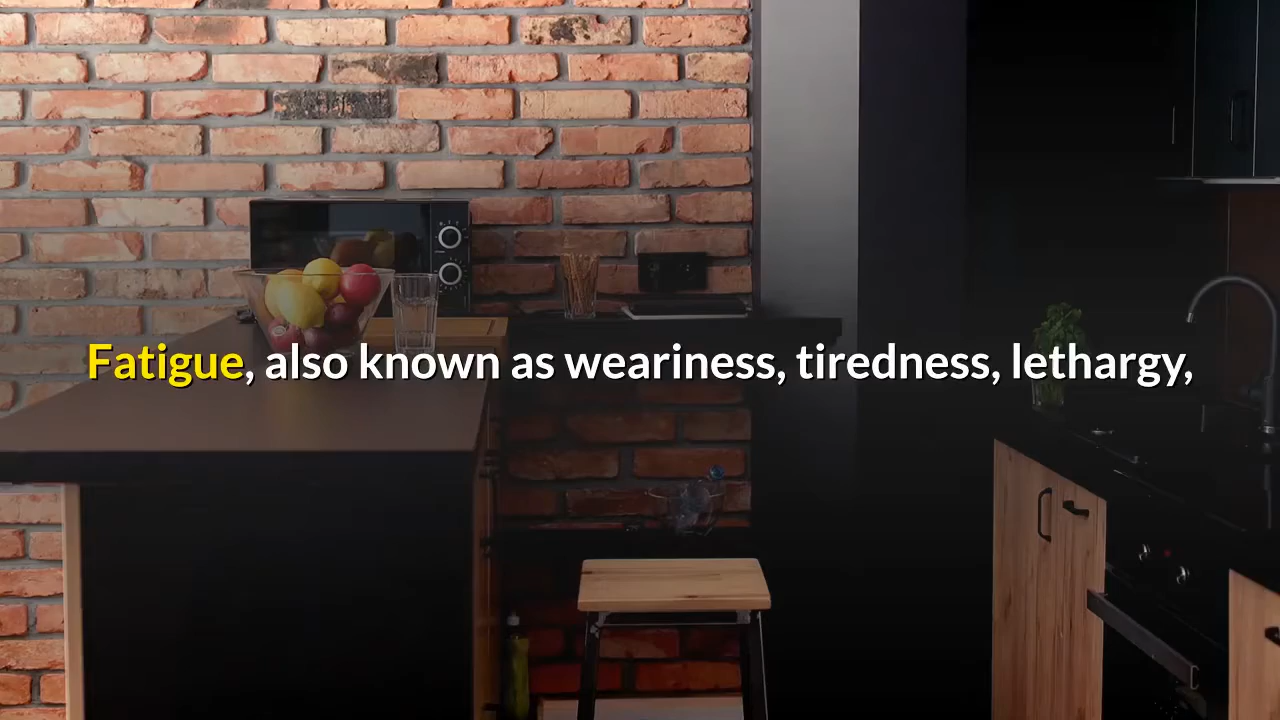 Fatigue, also known as weariness, tiredness, lethargy,